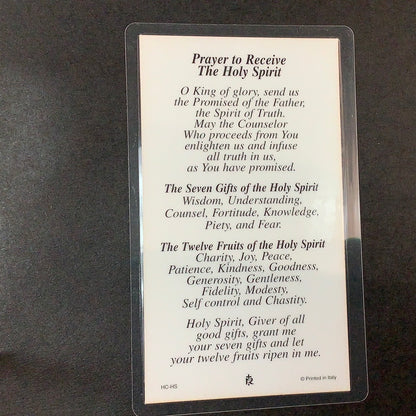 Prayer to Receive
The Holy Spirit
O King of glory, send us
the Promised of the Father,
the Spirit of Truth.
May the Counselor
Who proceeds from You
enlighten us and infuse
all truth in us,
as You have promised.
The Seven Gifts of the Holy Spirit
Wisdom, Understanding,
Counsel, Fortitude, Knowledge,
Piety, and Fear.
The Twelve Fruits of the Holy Spirit
Charity, Joy, Peace,
Patience, Kindness, Goodness,
Generosity, Gentleness,
Fidelity, Modesty,
Self control and Chastity.
Holy Spirit, Giver of all
good gifts, grant me
your seven gifts and let
your twelve fruits ripen in me.
HC-HS
© Printed in Italy